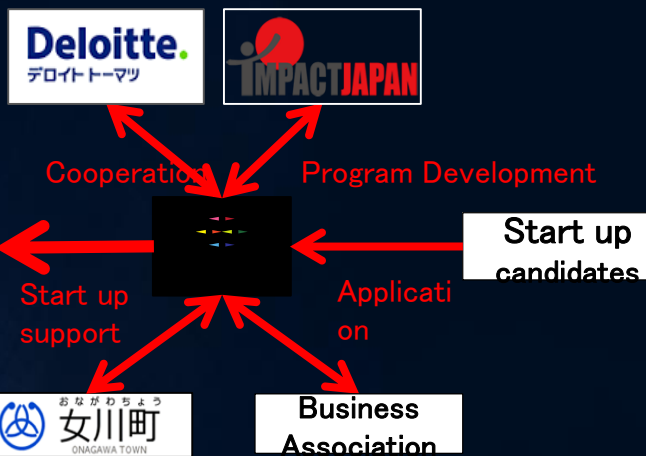 Deloitte.
デロイト トーマツ
IMPACTJAPAN
Cooperation
Program Development
Start up
candidates
Start up
support
Applicati
on
おながわちょう
女川町
ONAGAWA TOWN
Business
Association